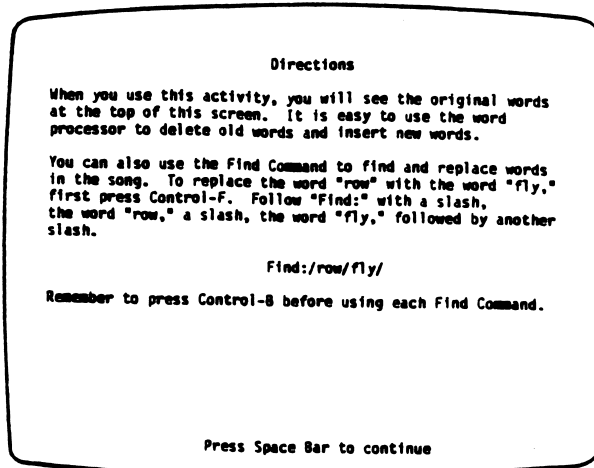 Directions
When you use this activity, you will see the original words
at the top of this screen. It is easy to use the word
processor to delete old words and insert new words.
You can also use the Find Command to find and replace words
in the song. To replace the word "row" with the word "fly,"
first press Control-F. Follow "Find:" with a slash,
the word "row," a slash, the word "fly," followed by another
slash.
Find:/row/fly/
Remember to press Control-B before using each Find Command.
Press Space Bar to continue